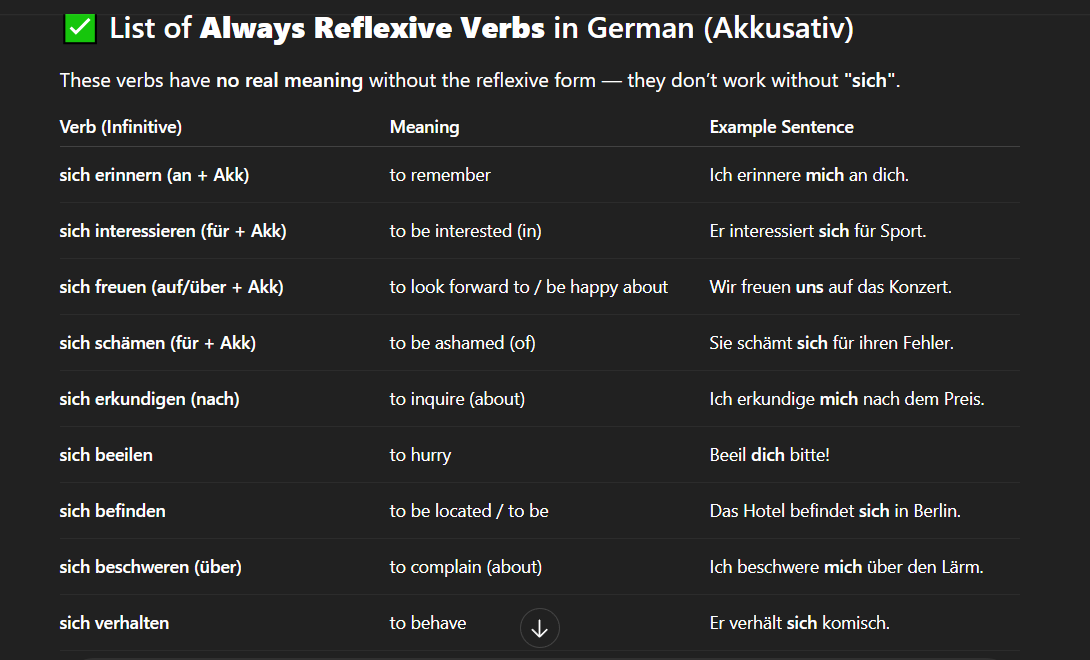 ✅ List of Always Reflexive Verbs in German (Akkusativ)
These verbs have no real meaning without the reflexive form — they don’t work without "sich".
Verb (Infinitive) Meaning Example Sentence
sich erinnern (an + Akk) to remember Ich erinnere mich an dich.
sich interessieren (für + Akk) to be interested (in) Er interessiert sich für Sport.
sich freuen (auf/über + Akk) to look forward to / be happy about Wir freuen uns auf das Konzert.
sich schämen (für + Akk) to be ashamed (of) Sie schämt sich für ihren Fehler.
sich erkundigen (nach) to inquire (about) Ich erkundige mich nach dem Preis.
sich beeilen to hurry Beeil dich bitte!
sich befinden to be located / to be Das Hotel befindet sich in Berlin.
sich beschweren (über) to complain (about) Ich beschwere mich über den Lärm.
sich verhalten to behave Er verhält sich komisch.